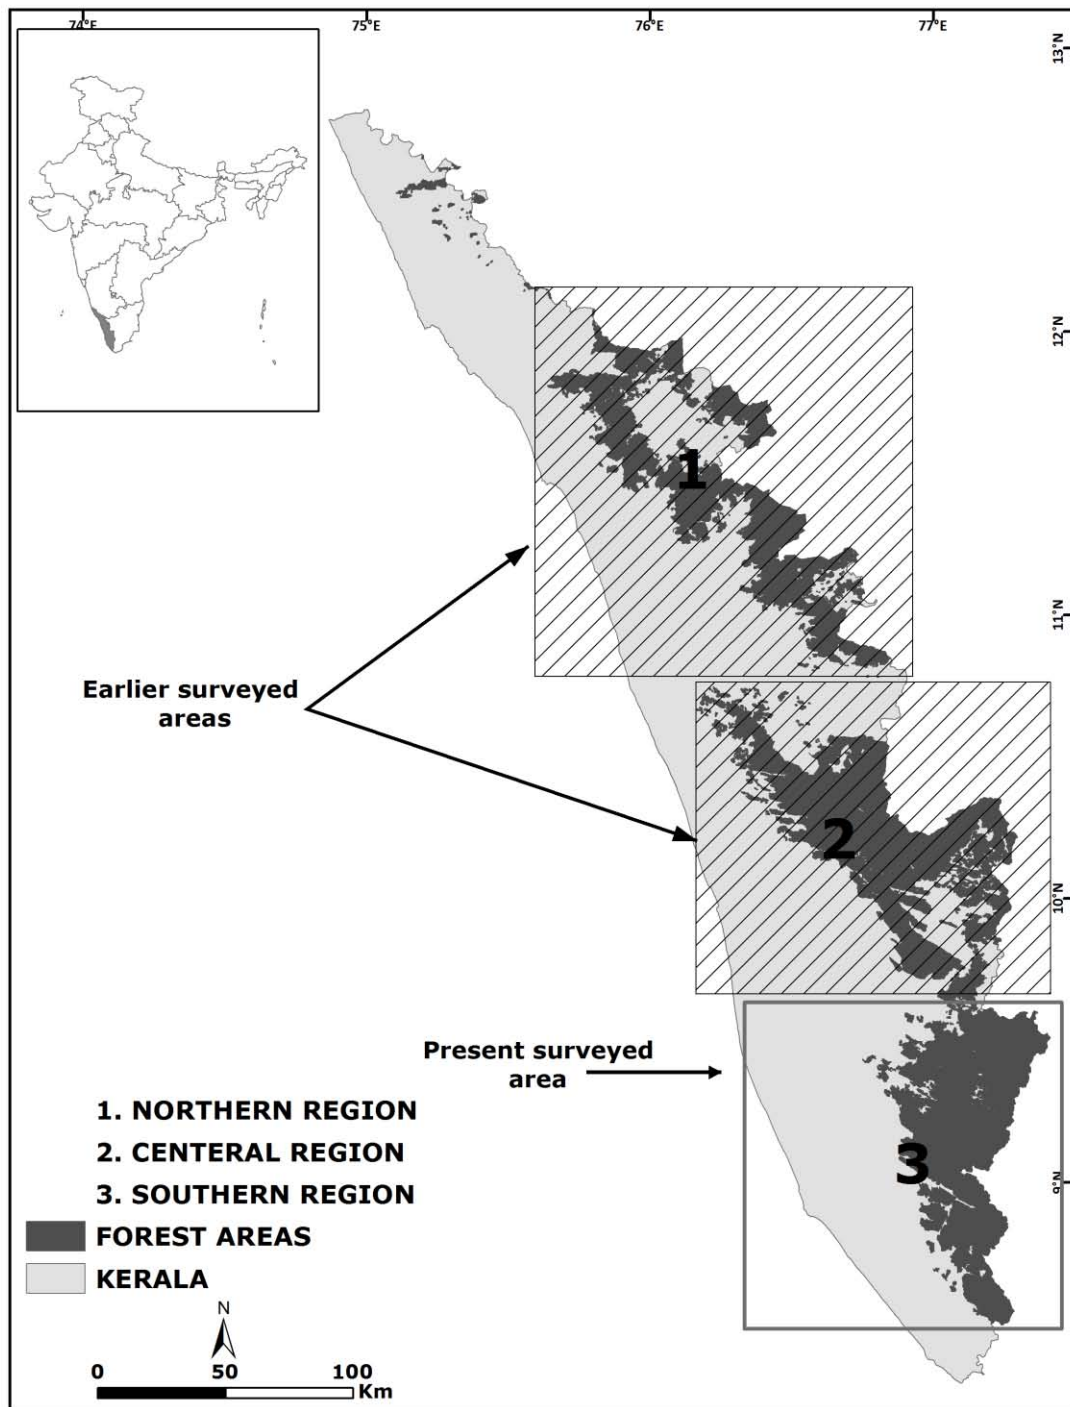 74°E
75°E
76°E
77°E
13°N
12°N
1
11°N
Earlier surveyed
areas
2
10°N
Present surveyed
area
3
9°N
1. NORTHERN REGION
2. CENTERAL REGION
3. SOUTHERN REGION
FOREST AREAS
KERALA
N
0 50 100
Km